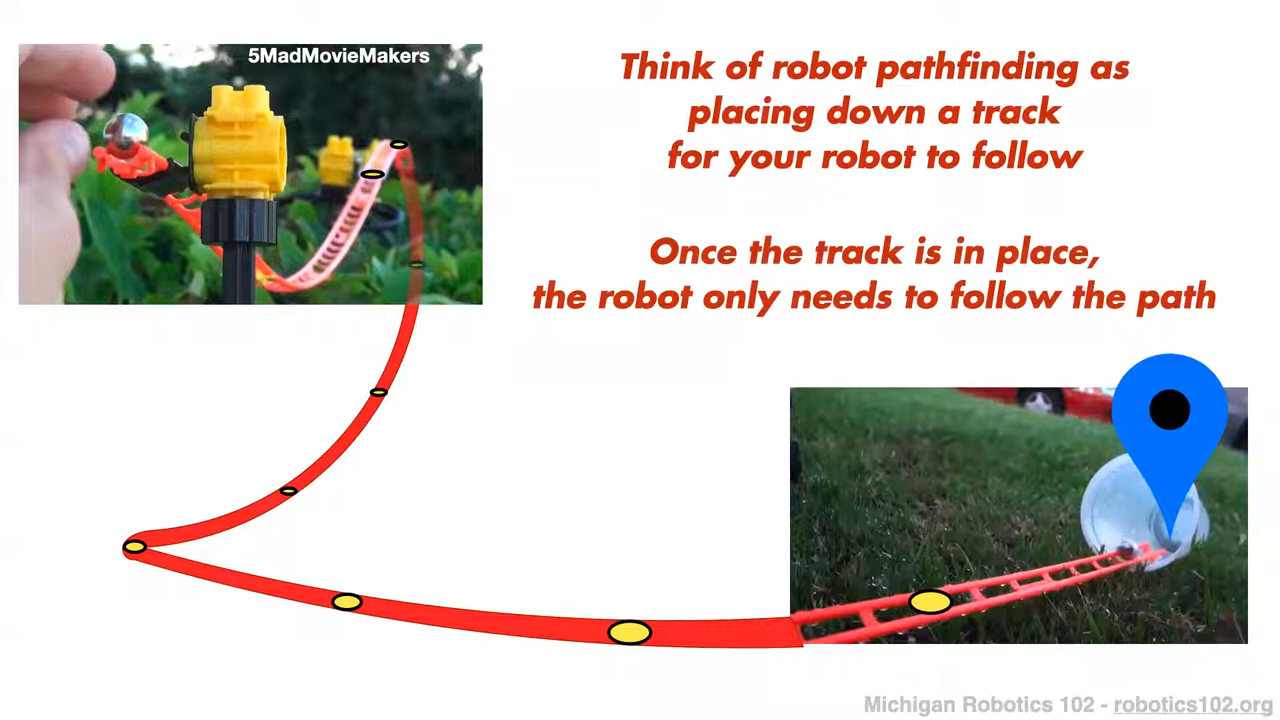 5MadMovieMakers
Think of robot pathfinding as
placing down a track
for your robot to follow
Once the track is in place,
the robot only needs to follow the path
Michigan Robotics 102 - robotics102.org